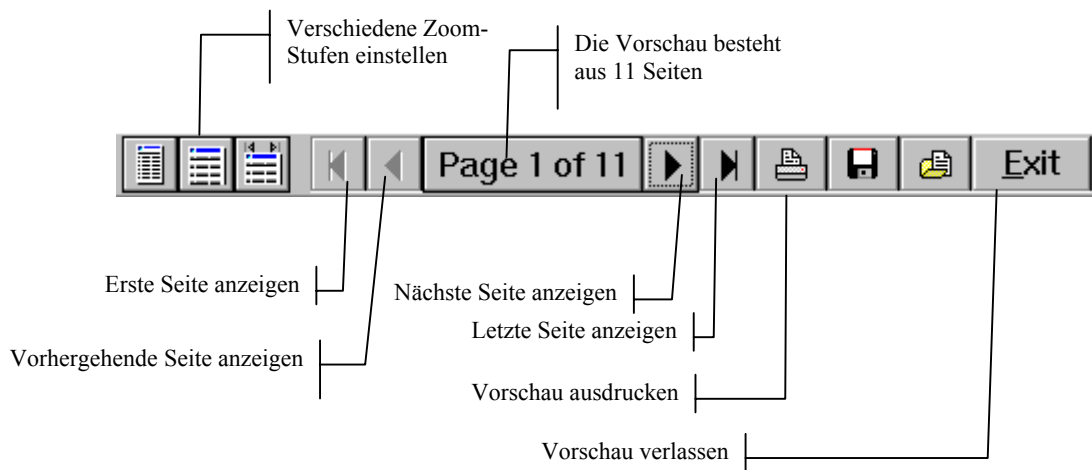 Verschiedene Zoom-
Stufen einstellen
Die Vorschau besteht
aus 11 Seiten
Page 1 of 11
Exit
Erste Seite anzeigen
Nächste Seite anzeigen
Letzte Seite anzeigen
Vorhergehende Seite anzeigen
Vorschau ausdrucken
Vorschau verlassen